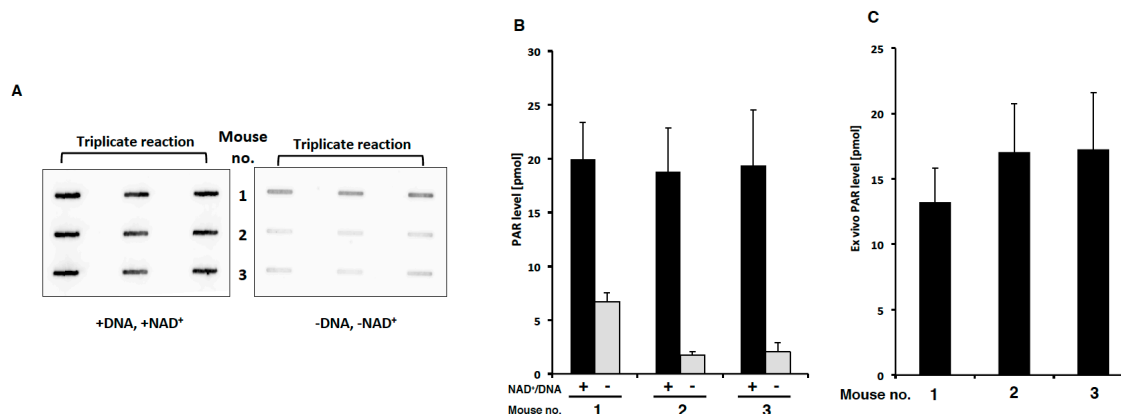 A
Triplicate reaction
Mouse no.
Triplicate reaction
1
2
3
+DNA, +NAD⁺
-DNA, -NAD⁺
B
PAR level [pmol]
30
25
20
15
10
5
0
NAD⁺/DNA + - + - + -
Mouse no. 1 2 3
C
Ex vivo PAR level [pmol]
25
20
15
10
5
0
Mouse no. 1 2 3